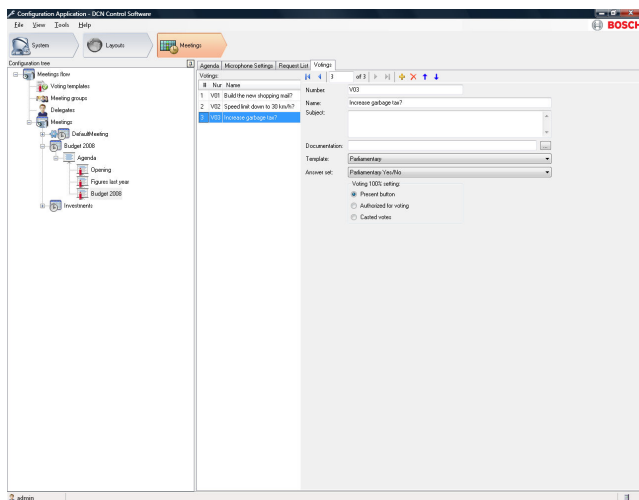 Configuration Application - DCN Control Software
File View Tools Help
BOSCH
System
Layouts
Meetings
Configuration tree
Meetings flow
Voting templates
Meeting groups
Delegates
Meetings
DefaultMeeting
Budget 2008
Agenda
Opening
Figures last year
Budget 2008
Investments
Agenda Microphone Settings Request List Votings
Votings:
Nur Name
1 V01 Build the new shopping mail?
2 V02 Speed limit down to 30 km/h?
3 V03 Increase garbage tax?
3 of 3
Number: V03
Name: Increase garbage tax?
Subject:
Documentation: ...
Template: Parliamentary
Answer set: Parliamentary Yes/No
Voting 100% setting:
Present button
Authorized for voting
Casted votes
admin